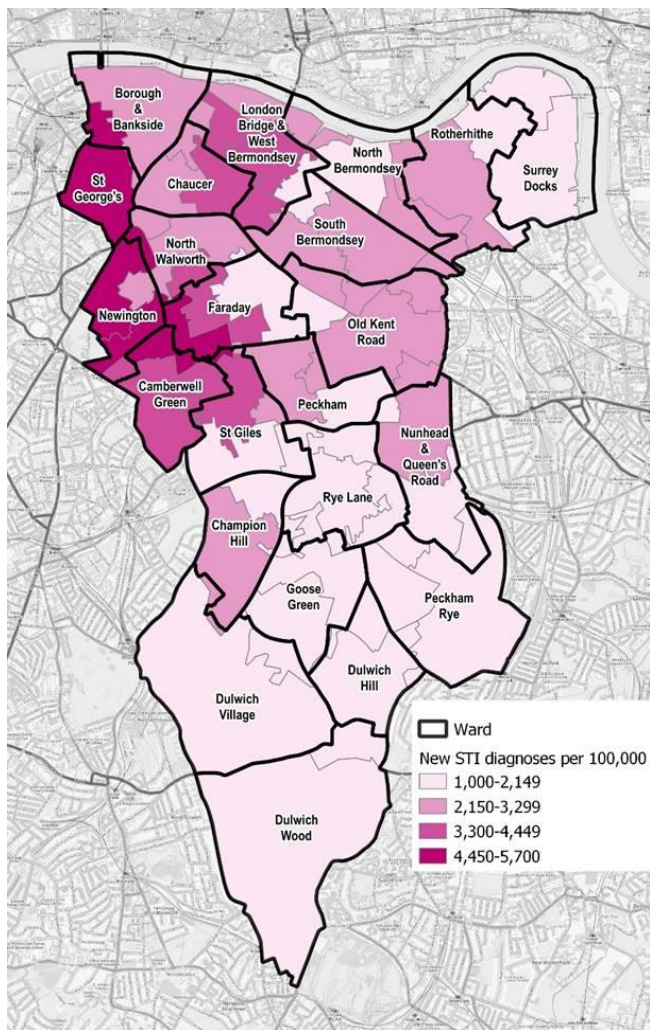 Borough
&
Bankside
London
Bridge &
West
Bermondsey
Rotherhithe
North
Bermondsey
Surrey
Docks
St
George's
Chaucer
South
Bermondsey
North
Walworth
Newington
Faraday
Old Kent
Road
Camberwell
Green
Peckham
St Giles
Nunhead
&
Queen's
Road
Rye Lane
Champion
Hill
Goose
Green
Peckham
Rye
Dulwich
Village
Dulwich
Hill
Dulwich
Wood
Ward
New STI diagnoses per 100,000
1,000-2,149
2,150-3,299
3,300-4,449
4,450-5,700